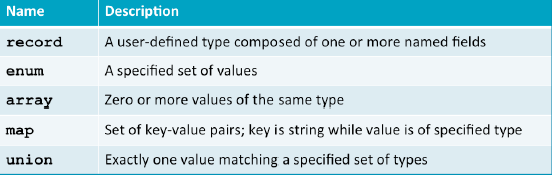 Name Description
record A user-defined type composed of one or more named fields
enum A specified set of values
array Zero or more values of the same type
map Set of key-value pairs; key is string while value is of specified type
union Exactly one value matching a specified set of types